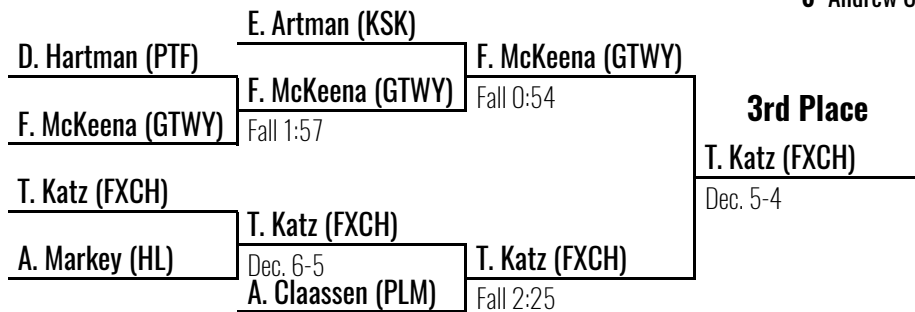 Andrew
E. Artman (KSK)
D. Hartman (PTF)
F. McKeena (GTWY)
F. McKeena (GTWY)
Fall 0:54
3rd Place
F. McKeena (GTWY)
Fall 1:57
T. Katz (FXCH)
Dec. 5-4
T. Katz (FXCH)
T. Katz (FXCH)
A. Markey (HL)
Dec. 6-5
T. Katz (FXCH)
A. Claassen (PLM)
Fall 2:25